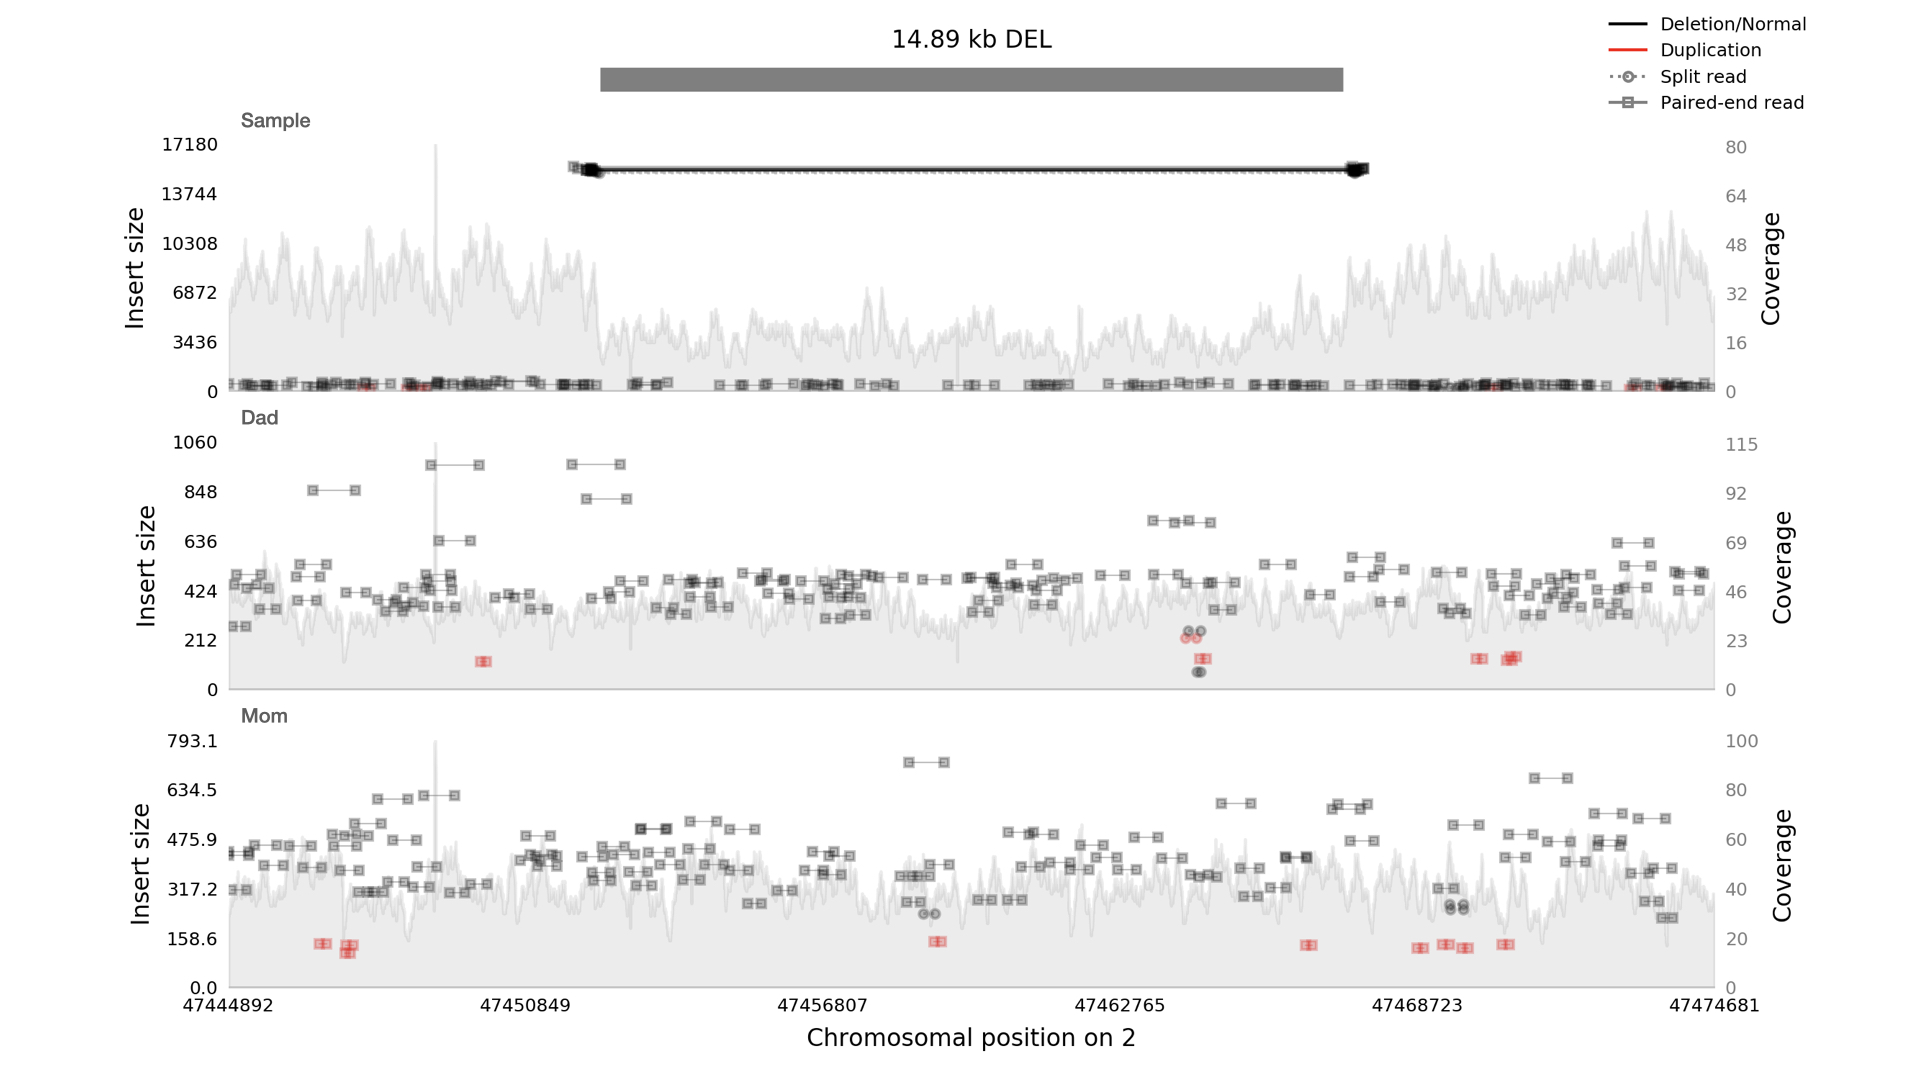 14.89 kb DEL
Deletion/Normal
Duplication
Split read
Paired-end read
Sample
17180
13744
10308
6872
3436
0
Insert size
80
64
48
32
16
0
Coverage
Dad
1060
848
636
424
212
0
Insert size
115
92
69
46
23
0
Coverage
Mom
793.1
634.5
475.9
317.2
158.6
0.0
Insert size
100
80
60
40
20
0
Coverage
47444892 47450849 47456807 47462765 47468723 47474681
Chromosomal position on 2